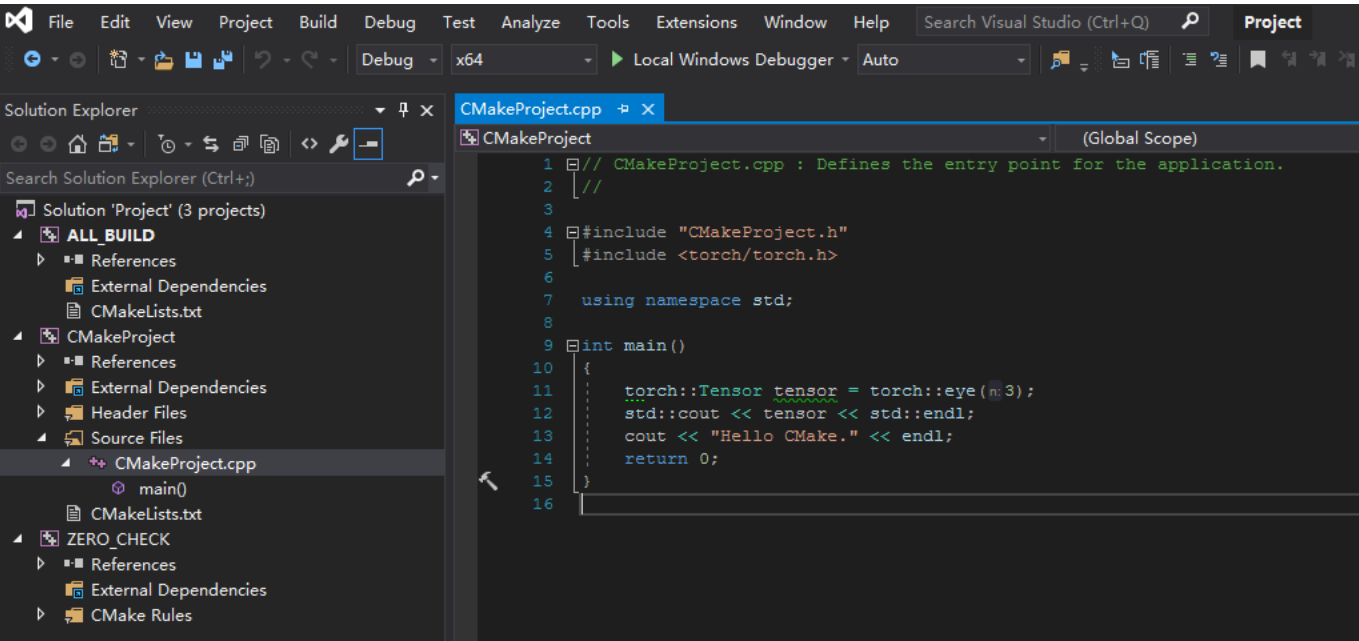 File Edit View Project Build Debug Test Analyze Tools Extensions Window Help Search Visual Studio (Ctrl+Q) Project
Debug x64 Local Windows Debugger Auto
Solution Explorer
Search Solution Explorer (Ctrl+;)
Solution 'Project' (3 projects)
ALL_BUILD
References
External Dependencies
CMakeLists.txt
CMakeProject
References
External Dependencies
Header Files
Source Files
CMakeProject.cpp
main()
CMakeLists.txt
ZERO_CHECK
References
External Dependencies
CMake Rules
CMakeProject.cpp
CMakeProject (Global Scope)
1 // CMakeProject.cpp : Defines the entry point for the application.
2 //
3
4 #include "CMakeProject.h"
5 #include <torch/torch.h>
6
7 using namespace std;
8
9 int main()
10 {
11 torch::Tensor tensor = torch::eye(n:3);
12 std::cout << tensor << std::endl;
13 cout << "Hello CMake." << endl;
14 return 0;
15 }
16